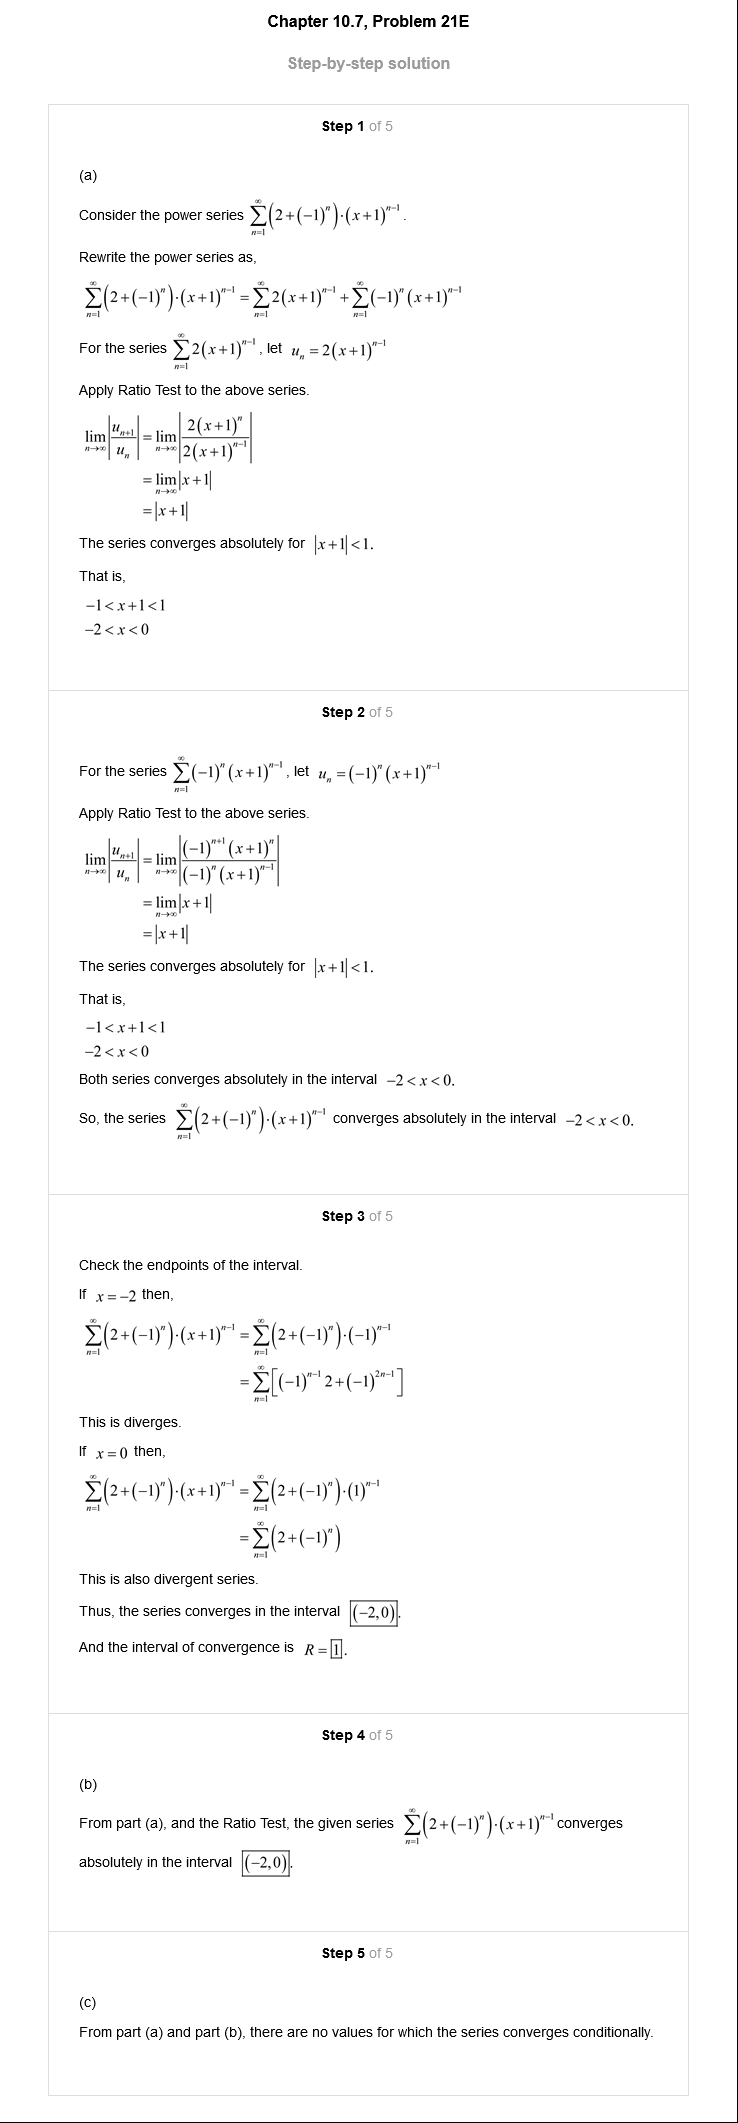 Chapter 10.7, Problem 21E
Step-by-step solution
Step 1 of 5
(a)
Consider the power series $\sum_{n=1}^{\infty}\left(2+(-1)^n\right)\cdot(x+1)^{n-1}$.
Rewrite the power series as,
$\sum_{n=1}^{\infty}\left(2+(-1)^n\right)\cdot(x+1)^{n-1}=\sum_{n=1}^{\infty}2(x+1)^{n-1}+\sum_{n=1}^{\infty}(-1)^n(x+1)^{n-1}$
For the series $\sum_{n=1}^{\infty}2(x+1)^{n-1}$, let $u_n=2(x+1)^{n-1}$
Apply Ratio Test to the above series.
$\lim_{n\to\infty}\left|\frac{u_{n+1}}{u_n}\right|=\lim_{n\to\infty}\left|\frac{2(x+1)^n}{2(x+1)^{n-1}}\right|$
$=\lim_{n\to\infty}|x+1|$
$=|x+1|$
The series converges absolutely for $|x+1|<1$.
That is,
$-1<x+1<1$
$-2<x<0$
Step 2 of 5
For the series $\sum_{n=1}^{\infty}(-1)^n(x+1)^{n-1}$, let $u_n=(-1)^n(x+1)^{n-1}$
Apply Ratio Test to the above series.
$\lim_{n\to\infty}\left|\frac{u_{n+1}}{u_n}\right|=\lim_{n\to\infty}\left|\frac{(-1)^{n+1}(x+1)^n}{(-1)^n(x+1)^{n-1}}\right|$
$=\lim_{n\to\infty}|x+1|$
$=|x+1|$
The series converges absolutely for $|x+1|<1$.
That is,
$-1<x+1<1$
$-2<x<0$
Both series converges absolutely in the interval $-2<x<0$.
So, the series $\sum_{n=1}^{\infty}\left(2+(-1)^n\right)\cdot(x+1)^{n-1}$ converges absolutely in the interval $-2<x<0$.
Step 3 of 5
Check the endpoints of the interval.
If $x=-2$ then,
$\sum_{n=1}^{\infty}\left(2+(-1)^n\right)\cdot(x+1)^{n-1}=\sum_{n=1}^{\infty}\left(2+(-1)^n\right)\cdot(-1)^{n-1}$
$=\sum_{n=1}^{\infty}\left[(-1)^{n-1}2+(-1)^{2n-1}\right]$
This is diverges.
If $x=0$ then,
$\sum_{n=1}^{\infty}\left(2+(-1)^n\right)\cdot(x+1)^{n-1}=\sum_{n=1}^{\infty}\left(2+(-1)^n\right)\cdot(1)^{n-1}$
$=\sum_{n=1}^{\infty}\left(2+(-1)^n\right)$
This is also divergent series.
Thus, the series converges in the interval $\boxed{(-2,0)}$.
And the interval of convergence is $R=\boxed{1}$.
Step 4 of 5
(b)
From part (a), and the Ratio Test, the given series $\sum_{n=1}^{\infty}\left(2+(-1)^n\right)\cdot(x+1)^{n-1}$ converges
absolutely in the interval $\boxed{(-2,0)}$.
Step 5 of 5
(c)
From part (a) and part (b), there are no values for which the series converges conditionally.